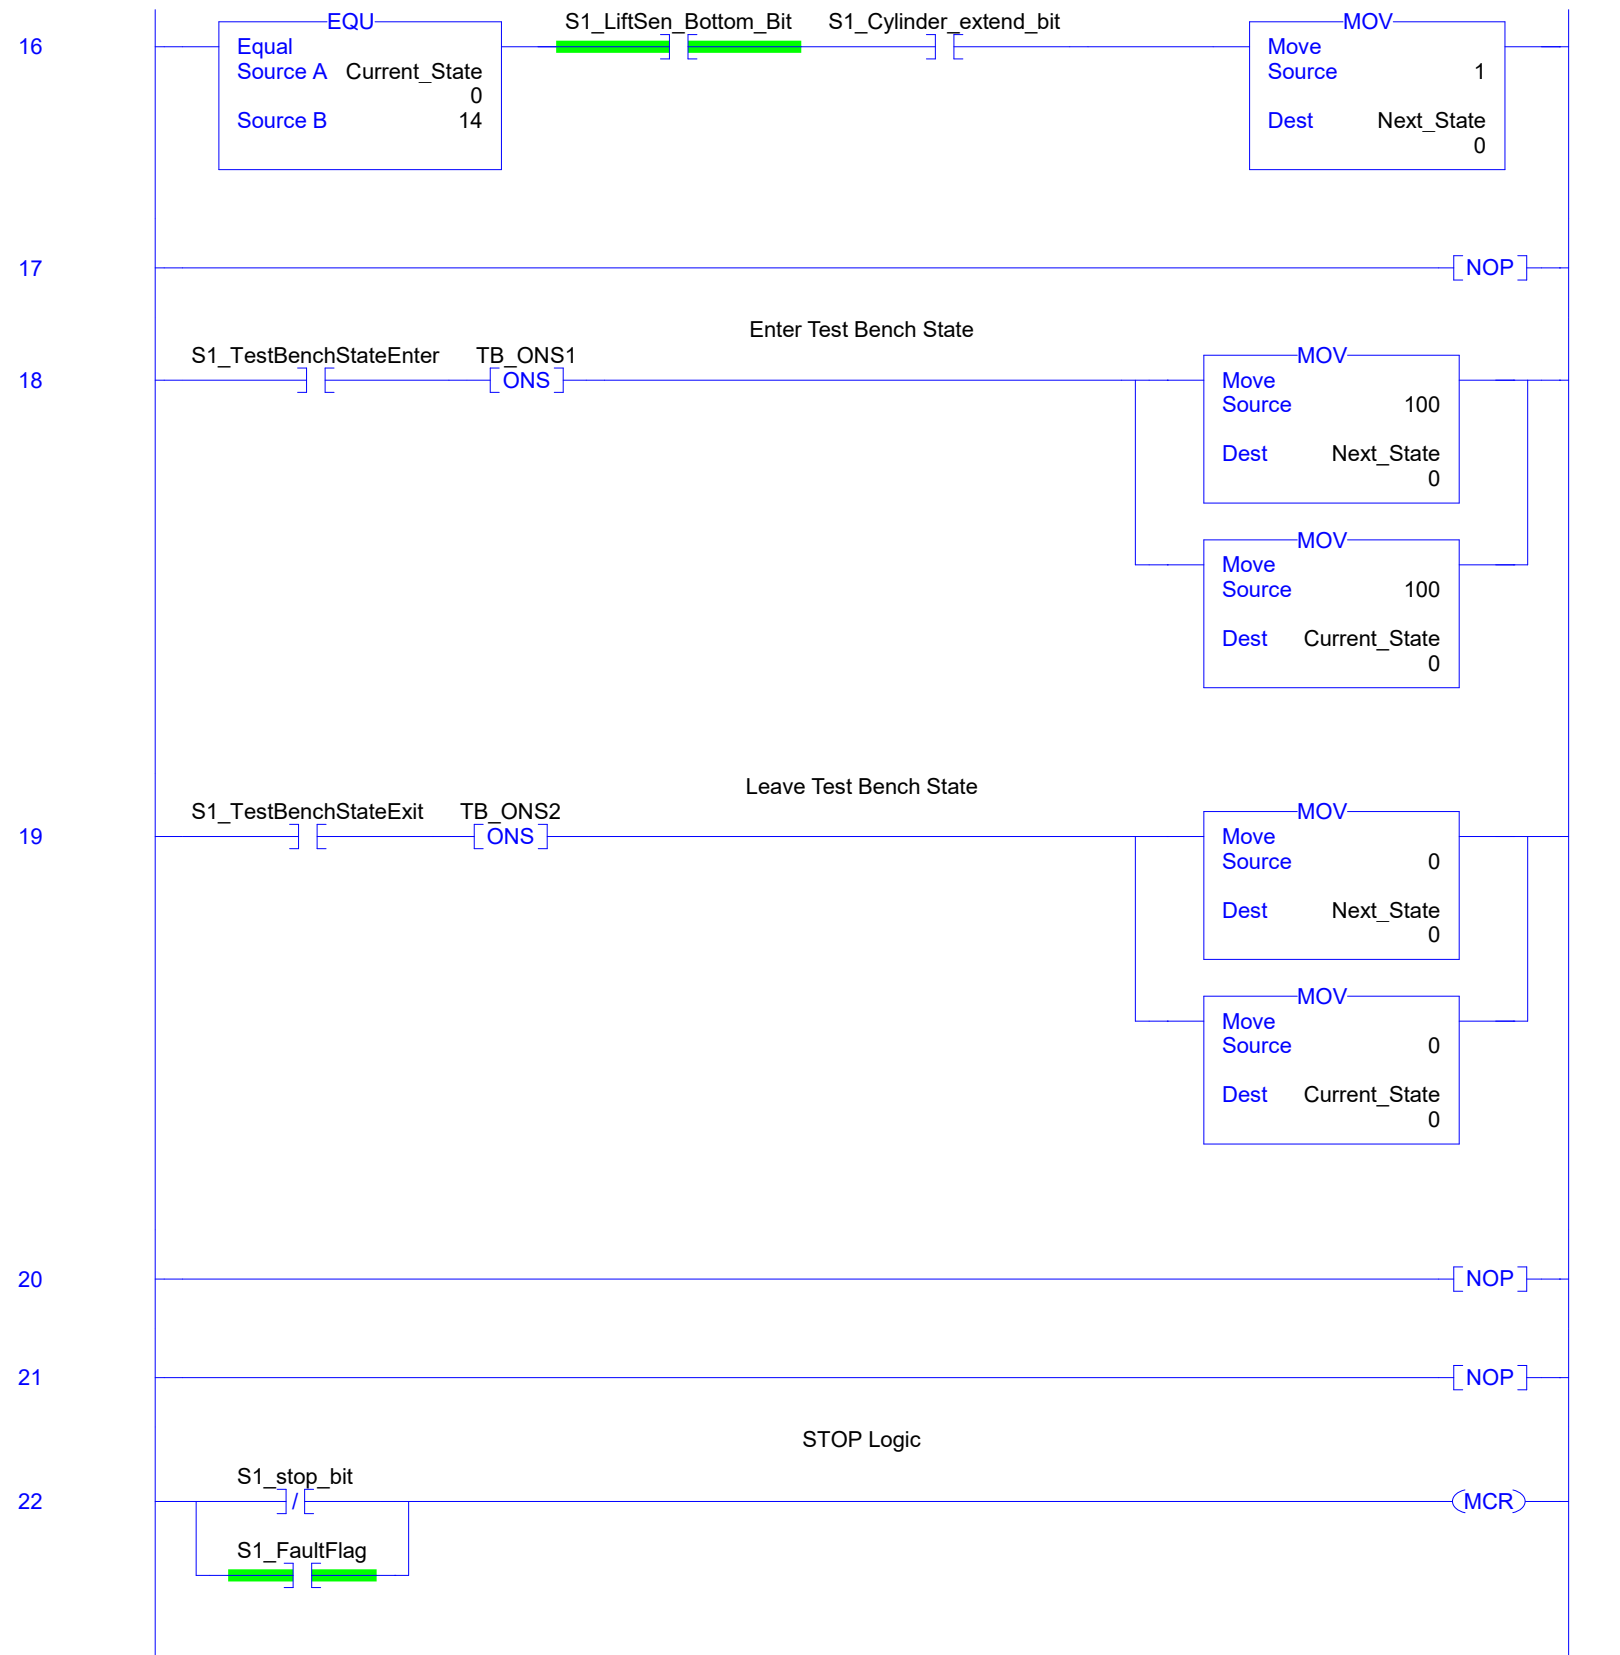 EQU
S1_LiftSen_Bottom_Bit
S1_Cylinder_extend_bit
MOV
16
Equal
Source A Current_State
0
Source B 14
Move
Source 1
Dest Next_State
0
17
NOP
Enter Test Bench State
S1_TestBenchStateEnter
TB_ONS1
MOV
18
ONS
Move
Source 100
Dest Next_State
0
MOV
Move
Source 100
Dest Current_State
0
Leave Test Bench State
S1_TestBenchStateExit
TB_ONS2
MOV
19
ONS
Move
Source 0
Dest Next_State
0
MOV
Move
Source 0
Dest Current_State
0
20
NOP
21
NOP
STOP Logic
S1_stop_bit
22
/
MCR
S1_FaultFlag